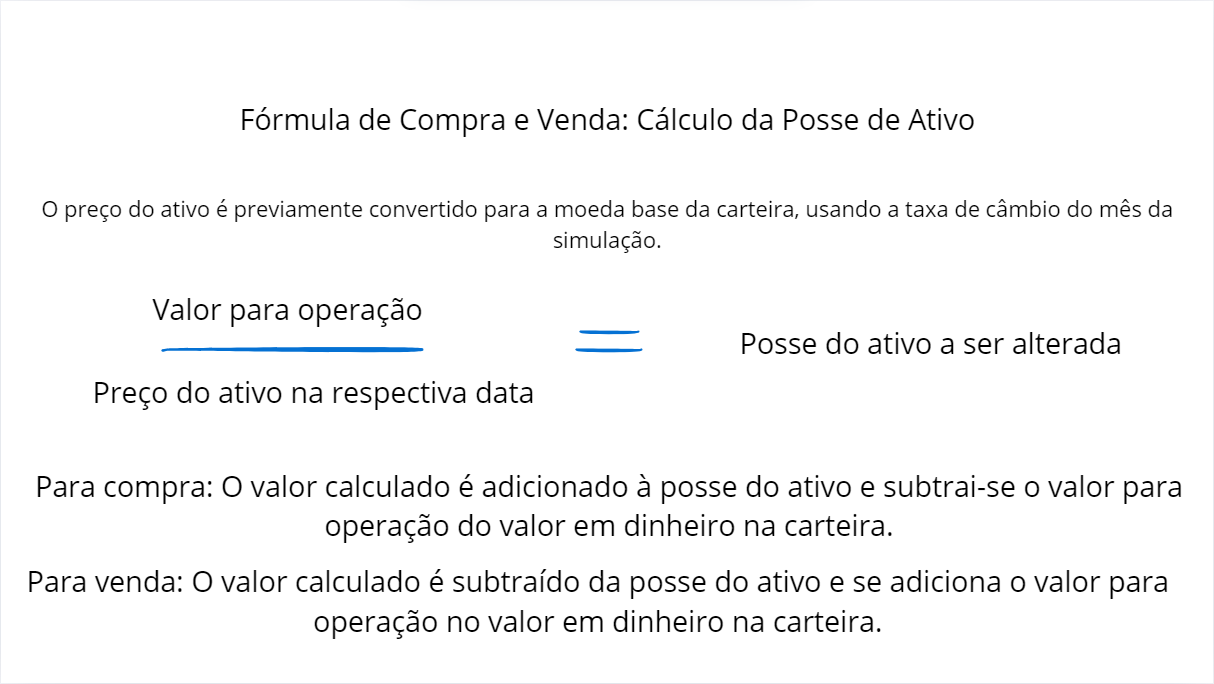 Fórmula de Compra e Venda: Cálculo da Posse de Ativo
O preço do ativo é previamente convertido para a moeda base da carteira, usando a taxa de câmbio do mês da
simulação.
Valor para operação
Posse do ativo a ser alterada
Preço do ativo na respectiva data
Para compra: O valor calculado é adicionado à posse do ativo e subtrai-se o valor para
operação do valor em dinheiro na carteira.
Para venda: O valor calculado é subtraído da posse do ativo e se adiciona o valor para
operação no valor em dinheiro na carteira.